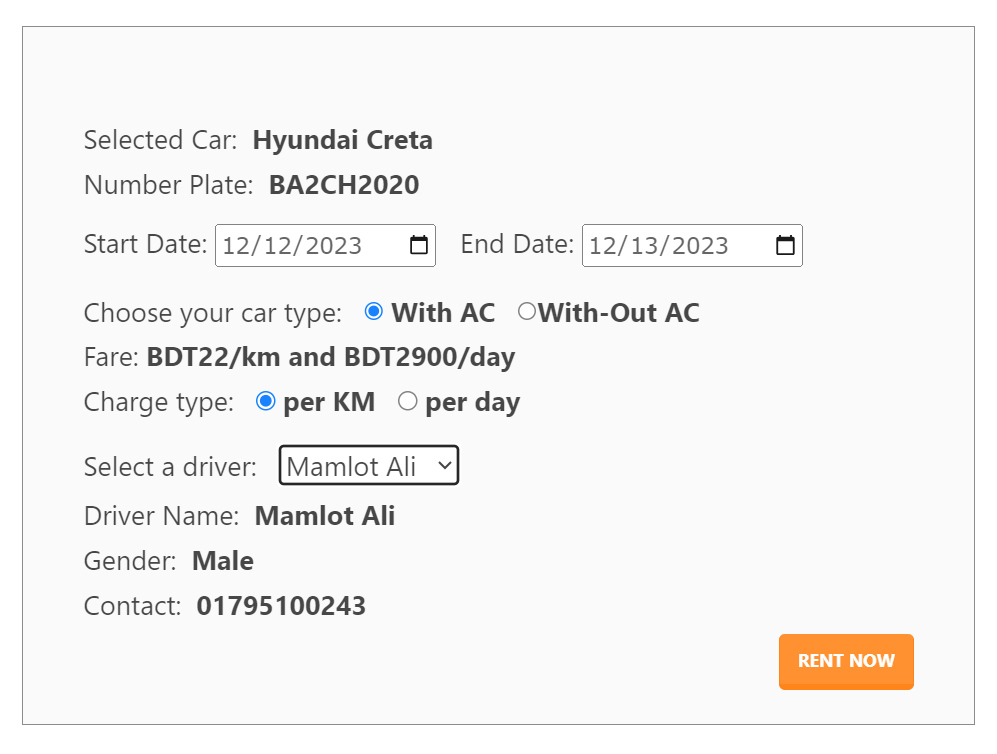 Selected Car: Hyundai Creta
Number Plate: BA2CH2020
Start Date: 12/12/2023 End Date: 12/13/2023
Choose your car type: With AC With-Out AC
Fare: BDT22/km and BDT2900/day
Charge type: per KM per day
Select a driver: Mamlot Ali
Driver Name: Mamlot Ali
Gender: Male
Contact: 01795100243
RENT NOW